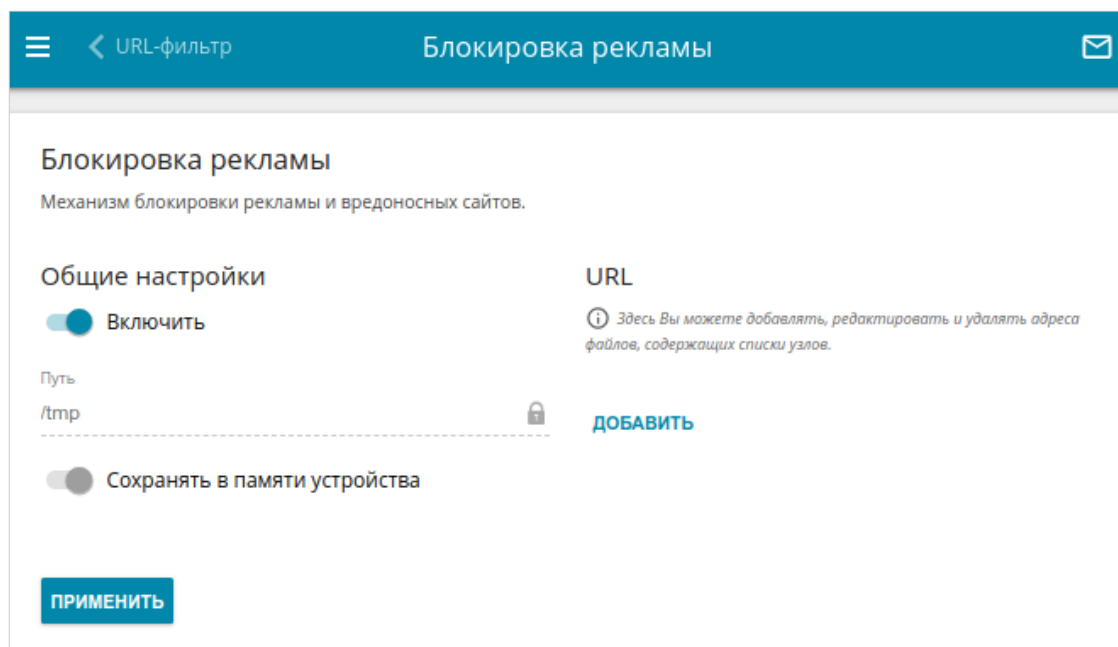 URL-фильтр
Блокировка рекламы
Блокировка рекламы
Механизм блокировки рекламы и вредоносных сайтов.
Общие настройки
Включить
Путь
/tmp
Сохранять в памяти устройства
ПРИМЕНИТЬ
URL
Здесь Вы можете добавлять, редактировать и удалять адреса
файлов, содержащих списки узлов.
ДОБАВИТЬ